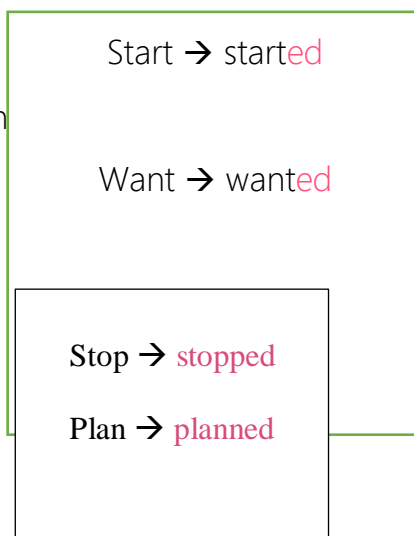 Start → started
n
Want → wanted
Stop → stopped
Plan → planned